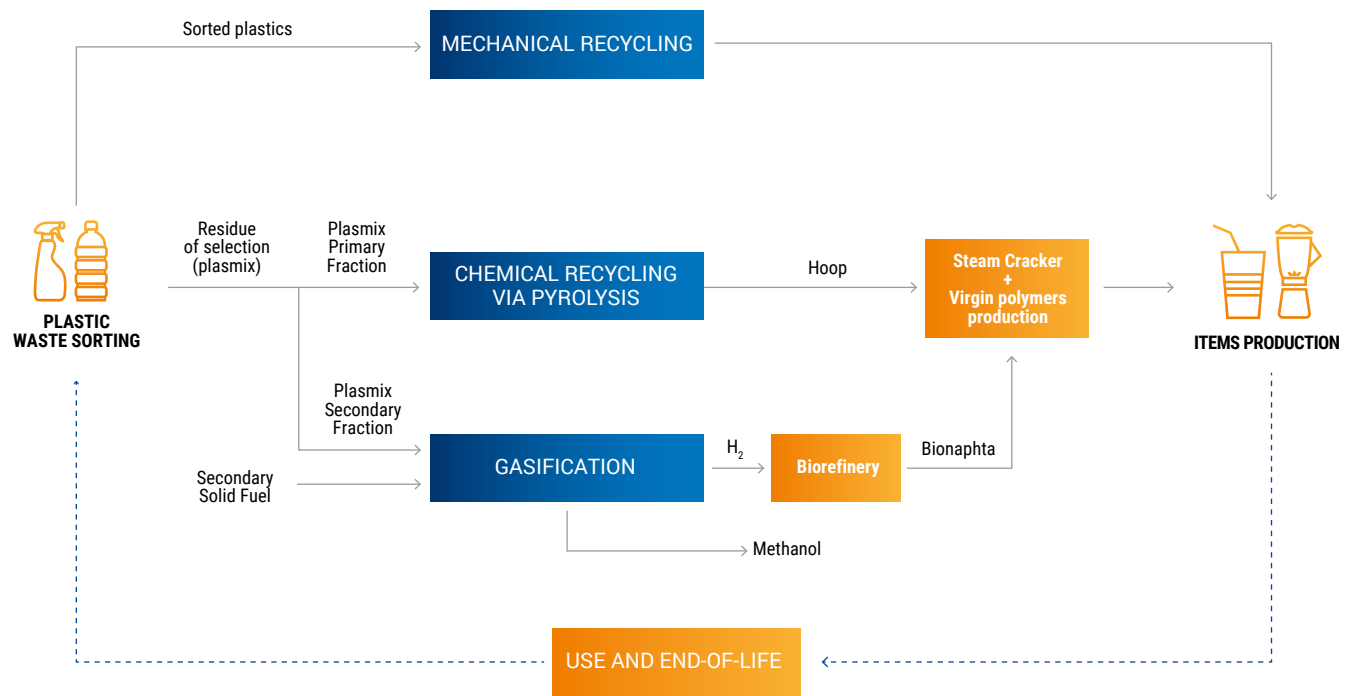 Sorted plastics
MECHANICAL RECYCLING
Residue
of selection
(plasmix)
Plasmix
Primary
Fraction
CHEMICAL RECYCLING
VIA PYROLYSIS
Hoop
Steam Cracker
+
Virgin polymers
production
PLASTIC
WASTE SORTING
ITEMS PRODUCTION
Plasmix
Secondary
Fraction
Secondary
Solid Fuel
GASIFICATION
H2
Biorefinery
Bionaphta
Methanol
USE AND END-OF-LIFE